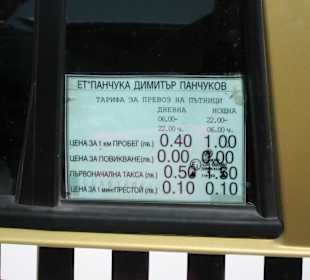 ЕТ"ПАНЧУКА ДИМИТЪР ПАНЧУКОВ
ТАРИФА ЗА ПРЕВОЗ НА ПЪТНИЦИ
ДНЕВНА НОЩНА
06.00- 22.00-
22.00 ч. 06.00 ч.
ЦЕНА ЗА 1 КМ ПРОБЕГ (лв.) 0.40 1.00
ЦЕНА ЗА ПОВИКВАНЕ (лв.) 0.00 0.00
ПЪРВОНАЧАЛНА ТАКСА (лв.) 0.50
ЦЕНА ЗА 1 мин ПРЕСТОЙ (лв.) 0.10 0.10